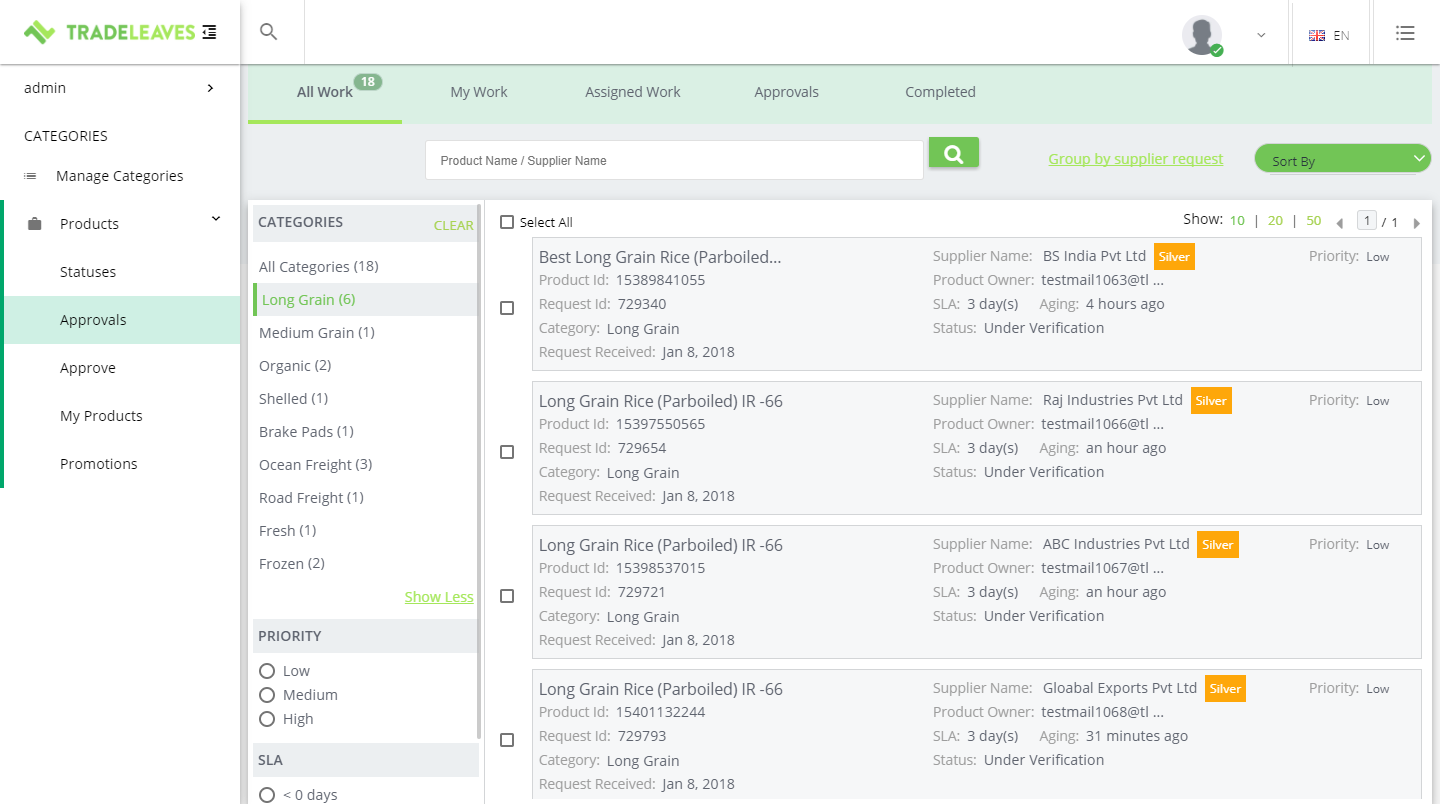 TRADELEAVES
EN
admin
CATEGORIES
Manage Categories
Products
Statuses
Approvals
Approve
My Products
Promotions
All Work 18
My Work
Assigned Work
Approvals
Completed
Product Name / Supplier Name
Group by supplier request
Sort By
CATEGORIES
CLEAR
All Categories (18)
Long Grain (6)
Medium Grain (1)
Organic (2)
Shelled (1)
Brake Pads (1)
Ocean Freight (3)
Road Freight (1)
Fresh (1)
Frozen (2)
Show Less
PRIORITY
Low
Medium
High
SLA
< 0 days
Select All
Show: 10 | 20 | 50 1 / 1
Best Long Grain Rice (Parboiled...
Product Id: 15389841055
Request Id: 729340
Category: Long Grain
Request Received: Jan 8, 2018
Supplier Name: BS India Pvt Ltd Silver
Product Owner: testmail1063@tl ...
SLA: 3 day(s) Aging: 4 hours ago
Status: Under Verification
Priority: Low
Long Grain Rice (Parboiled) IR -66
Product Id: 15397550565
Request Id: 729654
Category: Long Grain
Request Received: Jan 8, 2018
Supplier Name: Raj Industries Pvt Ltd Silver
Product Owner: testmail1066@tl ...
SLA: 3 day(s) Aging: an hour ago
Status: Under Verification
Priority: Low
Long Grain Rice (Parboiled) IR -66
Product Id: 15398537015
Request Id: 729721
Category: Long Grain
Request Received: Jan 8, 2018
Supplier Name: ABC Industries Pvt Ltd Silver
Product Owner: testmail1067@tl ...
SLA: 3 day(s) Aging: an hour ago
Status: Under Verification
Priority: Low
Long Grain Rice (Parboiled) IR -66
Product Id: 15401132244
Request Id: 729793
Category: Long Grain
Request Received: Jan 8, 2018
Supplier Name: Gloabal Exports Pvt Ltd Silver
Product Owner: testmail1068@tl ...
SLA: 3 day(s) Aging: 31 minutes ago
Status: Under Verification
Priority: Low